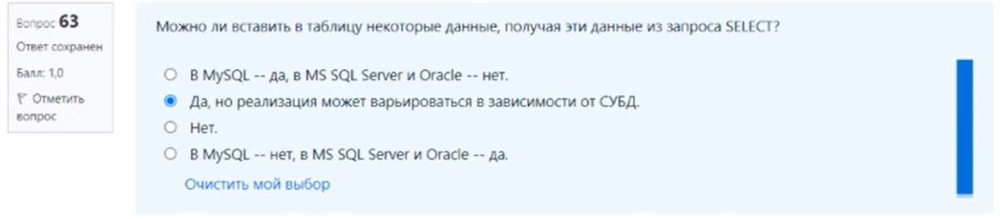 Вопрос 63
Ответ сохранен
Балл: 1,0
Отметить
вопрос
Можно ли вставить в таблицу некоторые данные, получая эти данные из запроса SELECT?
В MySQL -- да, в MS SQL Server и Oracle -- нет.
Да, но реализация может варьироваться в зависимости от СУБД.
Нет.
В MySQL -- нет, в MS SQL Server и Oracle -- да.
Очистить мой выбор